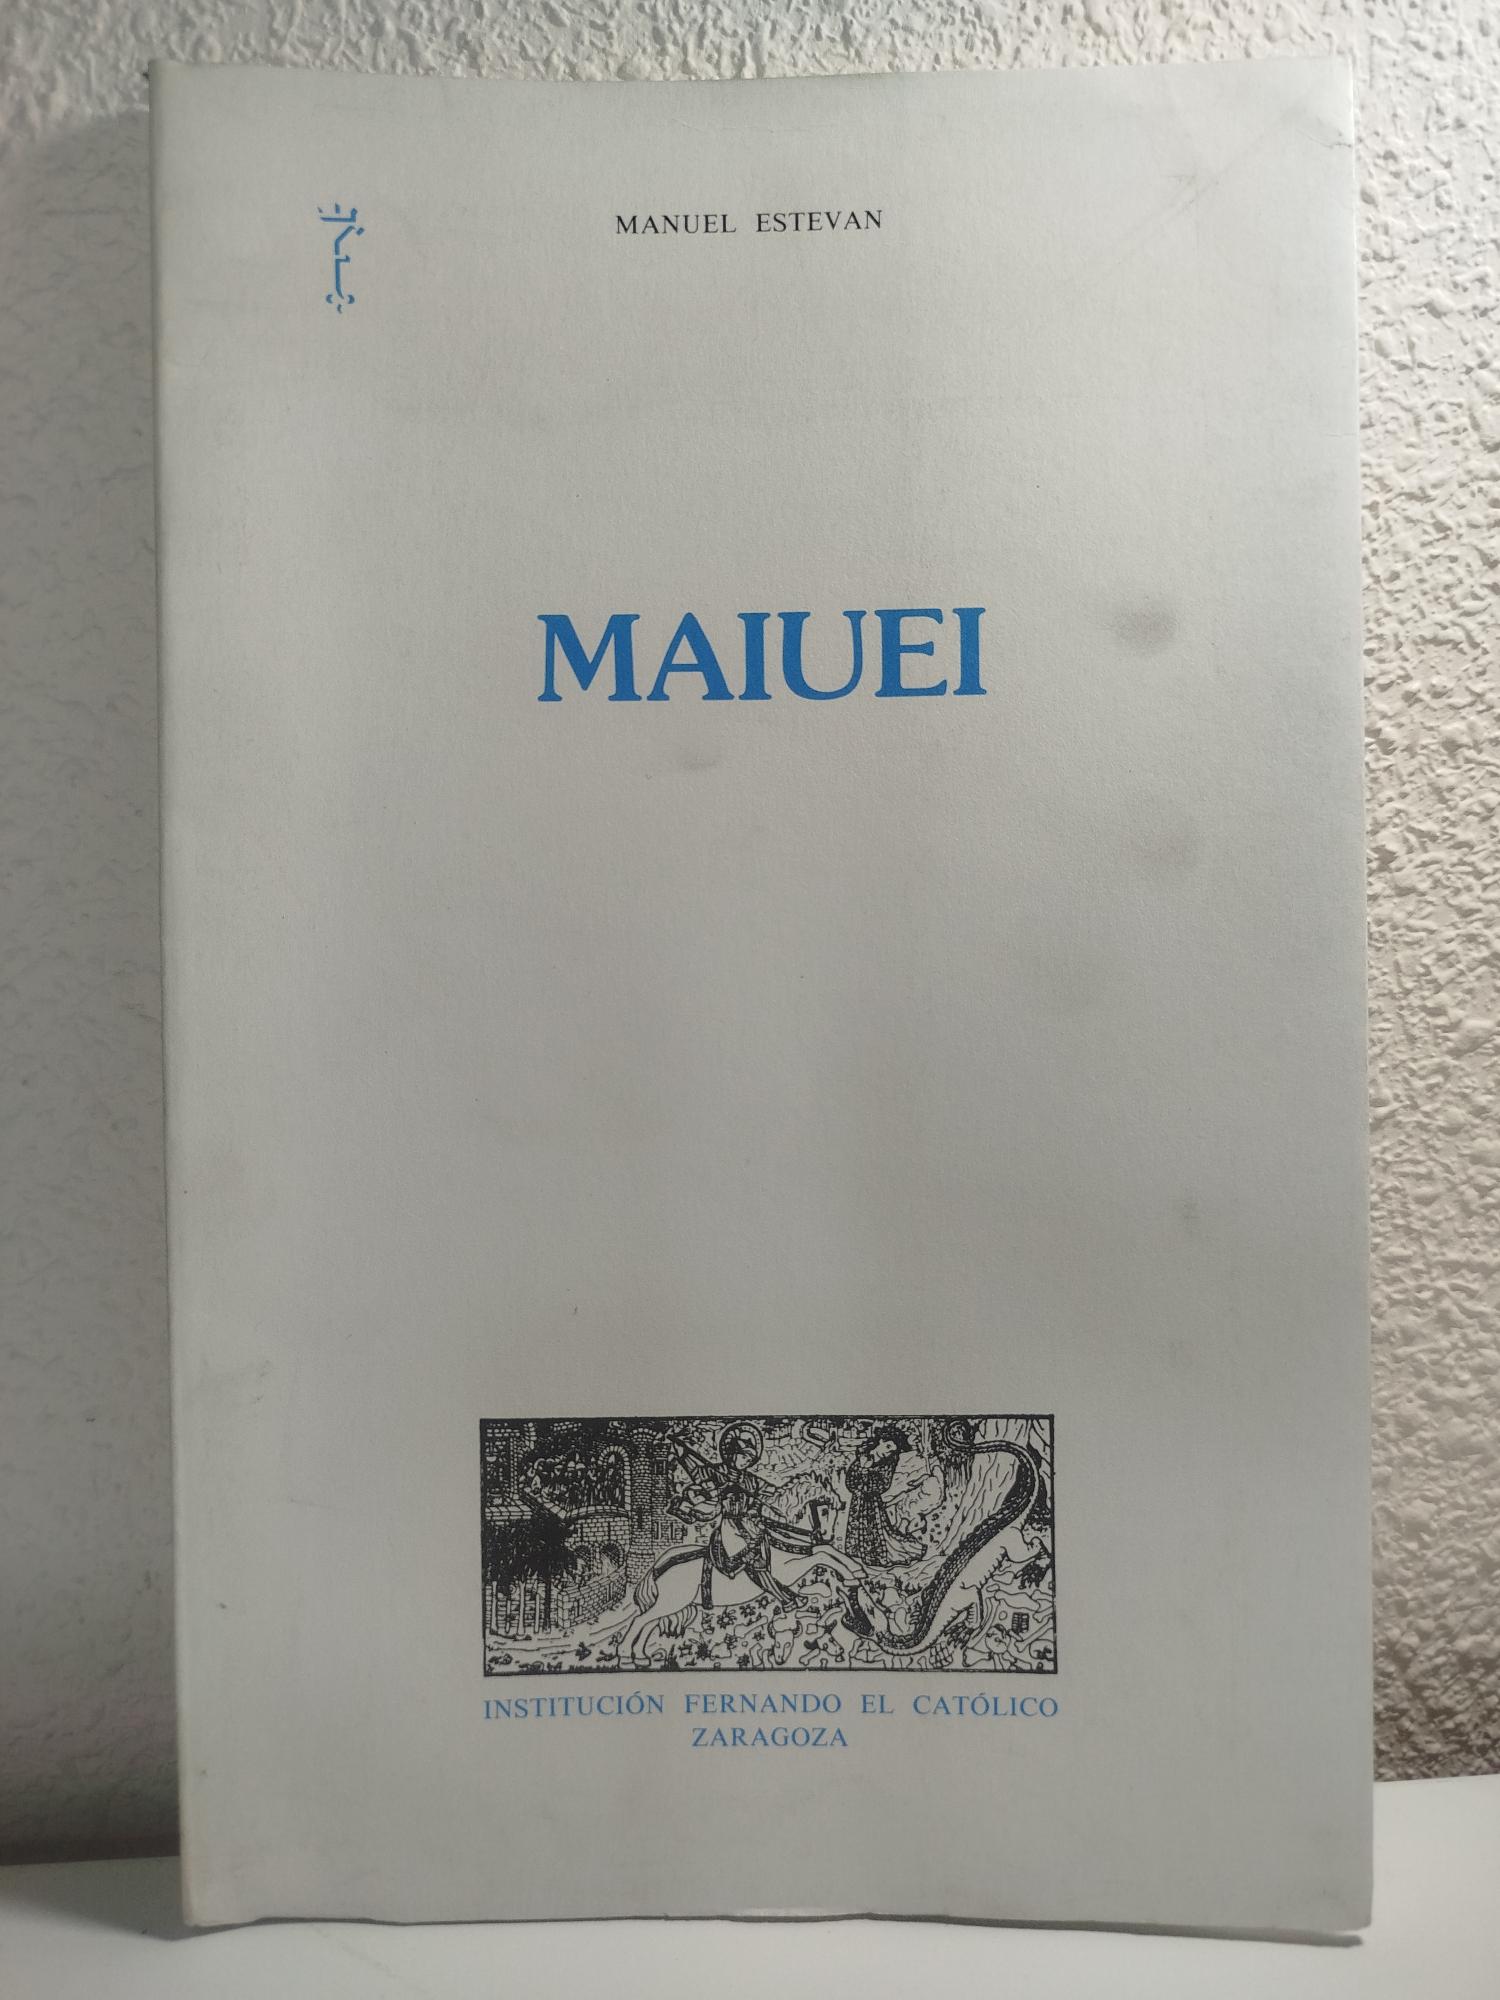 MANUEL ESTEVAN
MAIUEI
INSTITUCIÓN FERNANDO EL CATÓLICO
ZARAGOZA